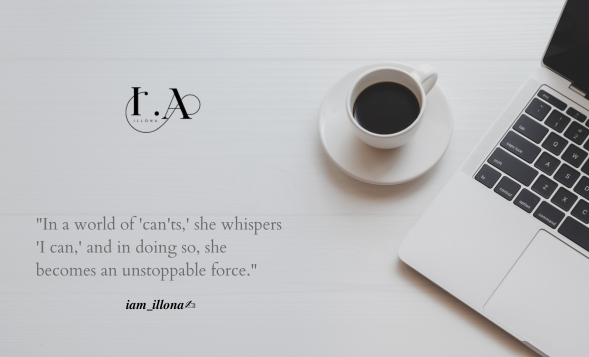 I.A
ILLONA
"In a world of 'can'ts,' she whispers
'I can,' and in doing so, she
becomes an unstoppable force."
iam_illona✍